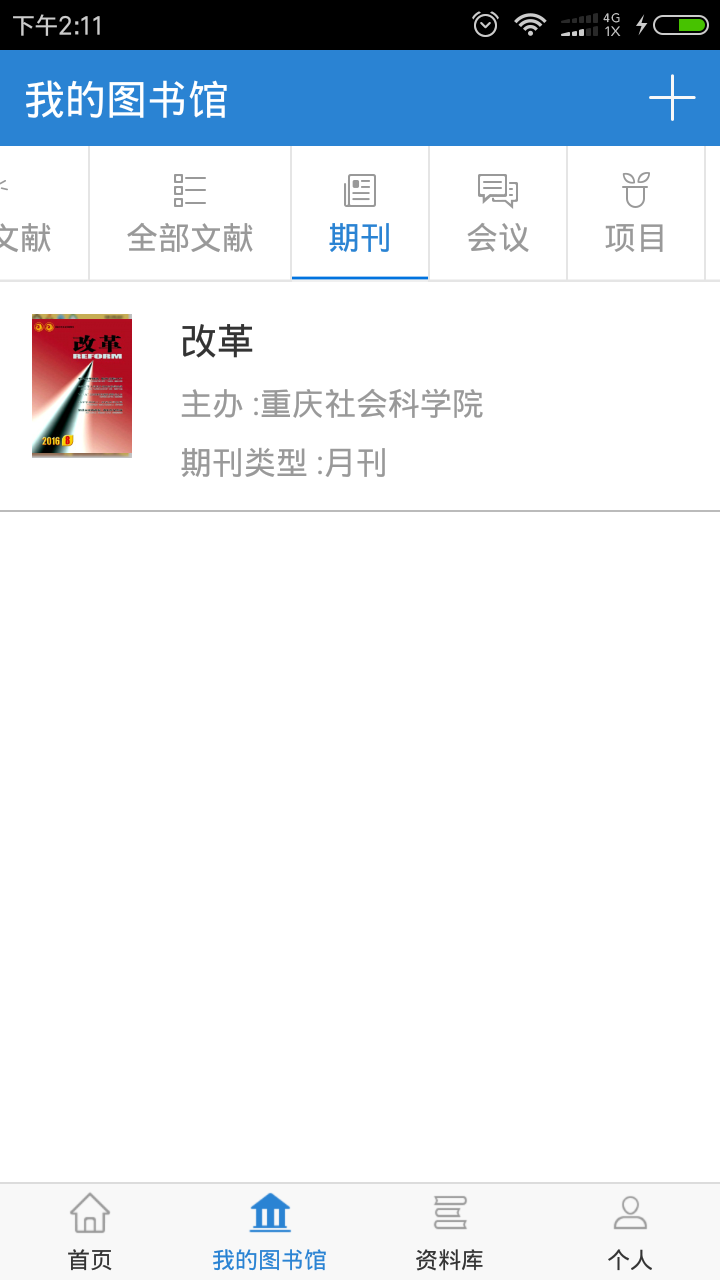 下午2:11
4G
1X
我的图书馆
文献
全部文献
期刊
会议
项目
改革
REFORM
2016 8
改革
主办 :重庆社会科学院
期刊类型 :月刊
首页
我的图书馆
资料库
个人